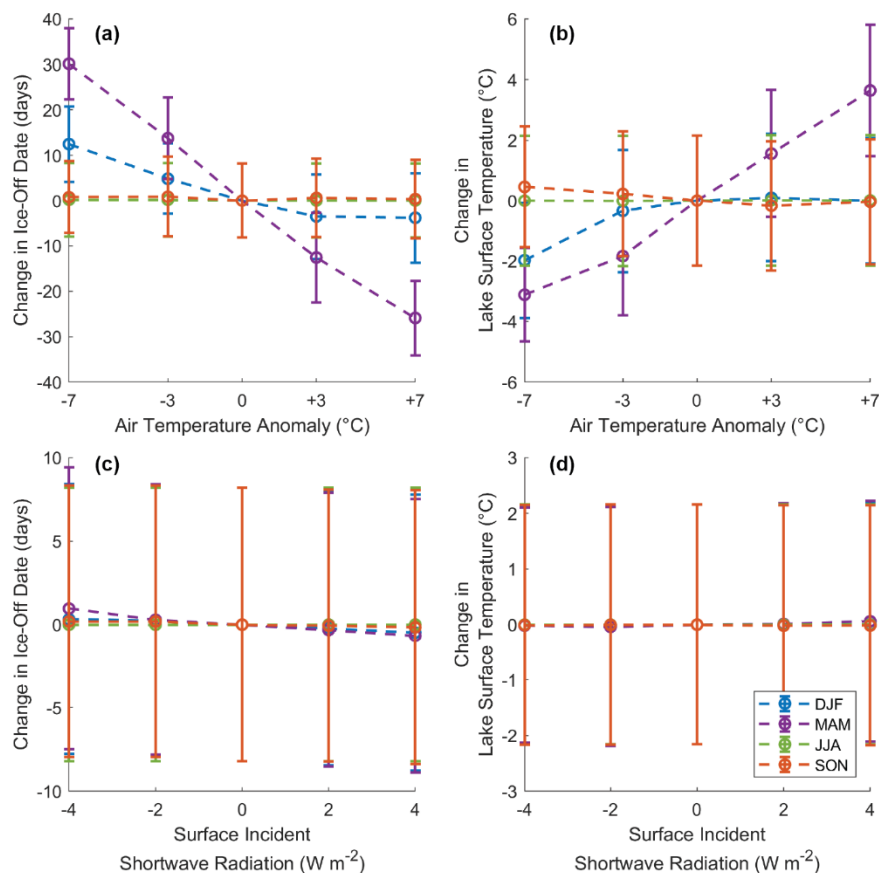 (a)
Change in Ice-Off Date (days)
40
30
20
10
0
-10
-20
-30
-40
-7
-3
0
+3
+7
Air Temperature Anomaly (°C)
(b)
Change in
Lake Surface Temperature (°C)
6
4
2
0
-2
-4
-6
-7
-3
0
+3
+7
Air Temperature Anomaly (°C)
(c)
Change in Ice-Off Date (days)
10
5
0
-5
-10
-4
-2
0
2
4
Surface Incident
Shortwave Radiation (W m-2)
(d)
Change in
Lake Surface Temperature (°C)
3
2
1
0
-1
-2
-3
-4
-2
0
2
4
Surface Incident
Shortwave Radiation (W m-2)
DJF
MAM
JJA
SON